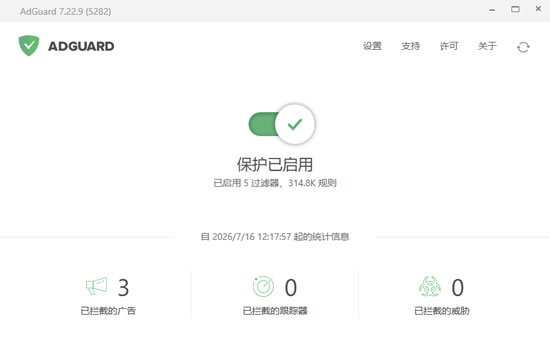 AdGuard 7.22.9 (5282)
ADGUARD
设置 支持 许可 关于
保护已启用
已启用 5 过滤器、314.8K 规则
自 2026/7/16 12:17:57 起的统计信息
3 0 0
已拦截的广告 已拦截的跟踪器 已拦截的威胁